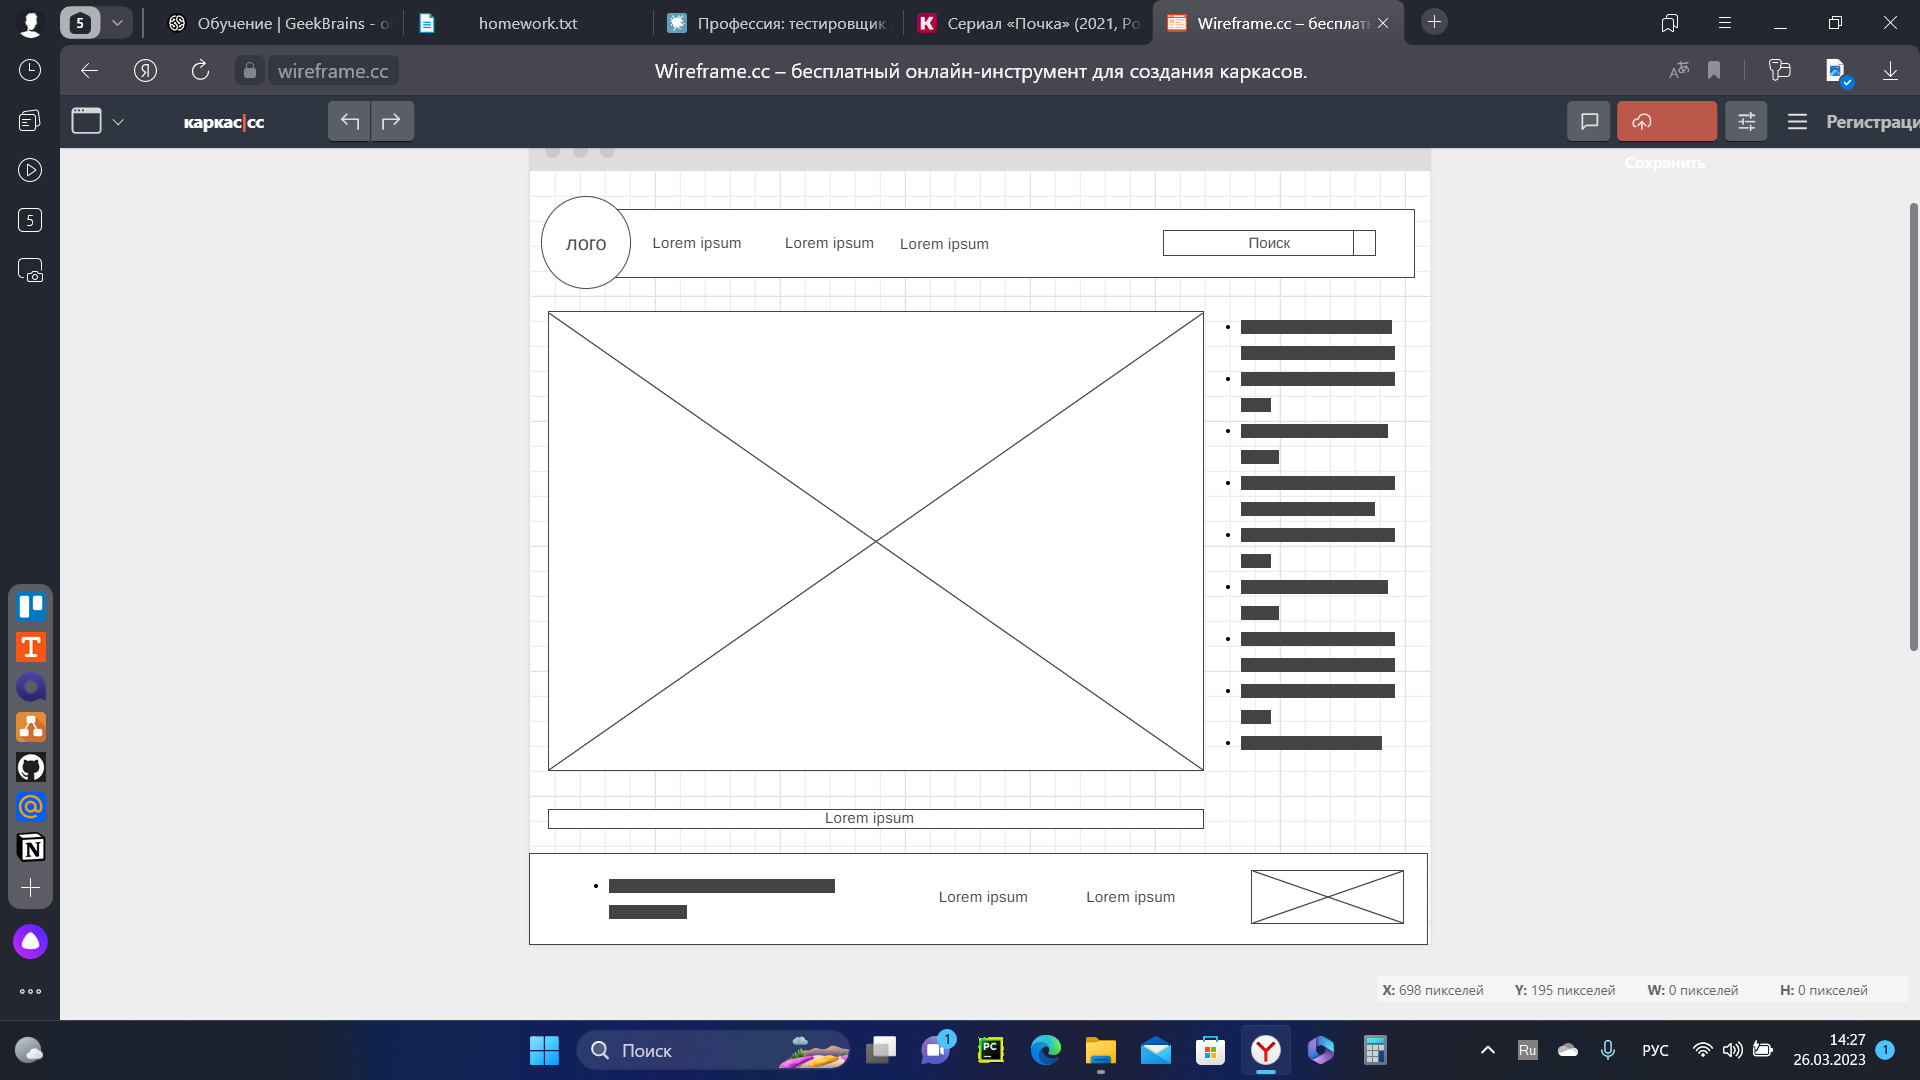 5
Обучение | GeekBrains - о
homework.txt
Профессия: тестировщик
Сериал «Почка» (2021, Ро
Wireframe.cc – бесплат
wireframe.cc
Wireframe.cc – бесплатный онлайн-инструмент для создания каркасов.
каркас|cc
Регистраци
Сохранить
5
ЛОГО
Lorem ipsum
Lorem ipsum
Lorem ipsum
Поиск
Lorem ipsum
Lorem ipsum
Lorem ipsum
X: 698 пикселей
Y: 195 пикселей
W: 0 пикселей
H: 0 пикселей
Поиск
1
PC
Ru
РУС
14:27
26.03.2023
1